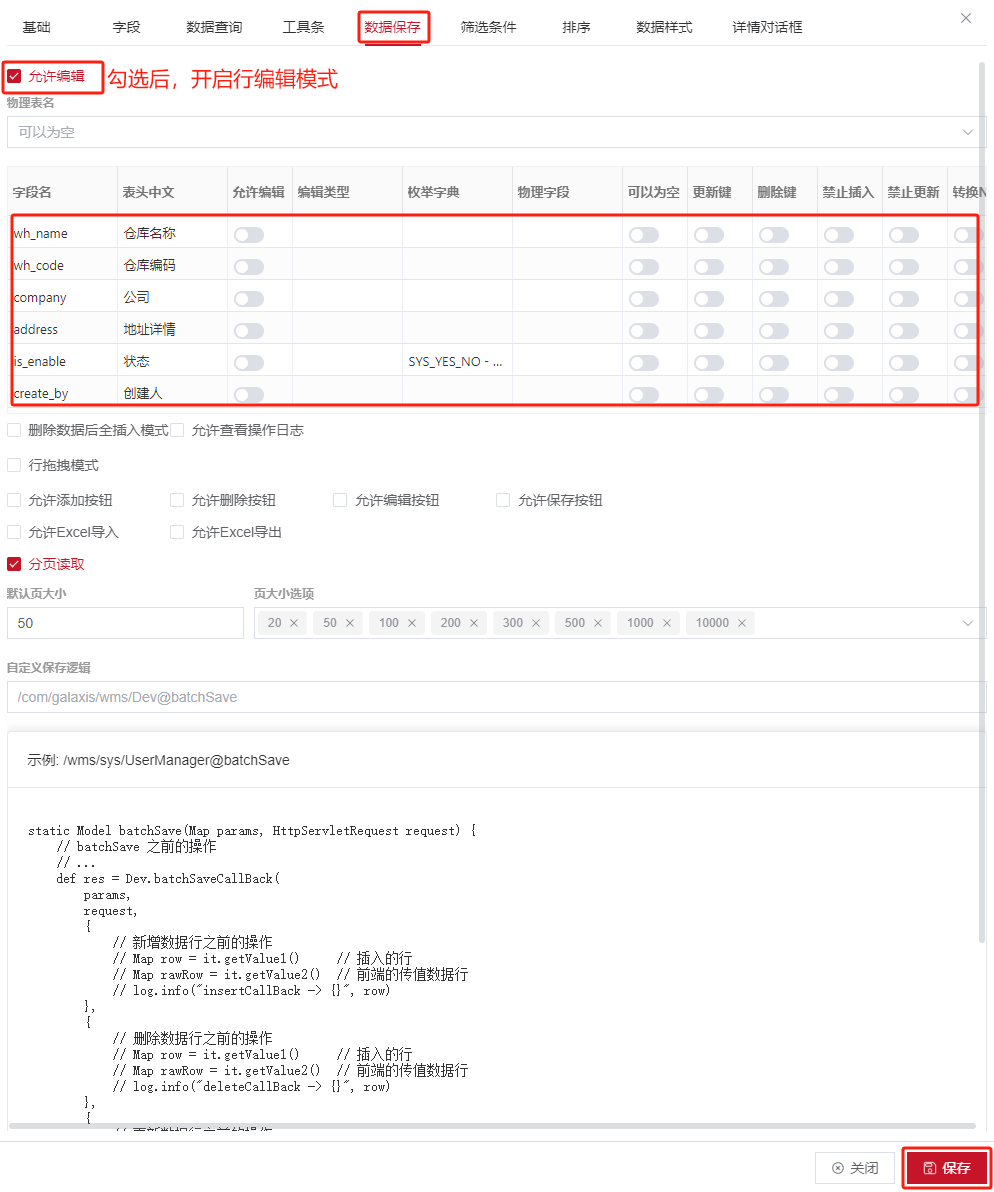 基础 字段 数据查询 工具条 数据保存 筛选条件 排序 数据样式 详情对话框
允许编辑 勾选后，开启行编辑模式
物理表名
可以为空
字段名 表头中文 允许编辑 编辑类型 枚举字典 物理字段 可以为空 更新键 删除键 禁止插入 禁止更新 转换N
wh_name 仓库名称
wh_code 仓库编码
company 公司
address 地址详情
is_enable 状态 SYS_YES_NO - ...
create_by 创建人
删除数据后全插入模式 允许查看操作日志
行拖拽模式
允许添加按钮 允许删除按钮 允许编辑按钮 允许保存按钮
允许Excel导入 允许Excel导出
分页读取
默认页大小 页大小选项
50 20 50 100 200 300 500 1000 10000
自定义保存逻辑
/com/galaxis/wms/Dev@batchSave
示例: /wms/sys/UserManager@batchSave
static Model batchSave(Map params, HttpServletRequest request) {
// batchSave 之前的操作
// ...
def res = Dev.batchSaveCallBack(
params,
request,
{
// 新增数据行之前的操作
// Map row = it.getValue1() // 插入的行
// Map rawRow = it.getValue2() // 前端的传值数据行
// log.info("insertCallBack -> {}", row)
},
{
// 删除数据行之前的操作
// Map row = it.getValue1() // 插入的行
// Map rawRow = it.getValue2() // 前端的传值数据行
// log.info("deleteCallBack -> {}", row)
},
{
关闭 保存